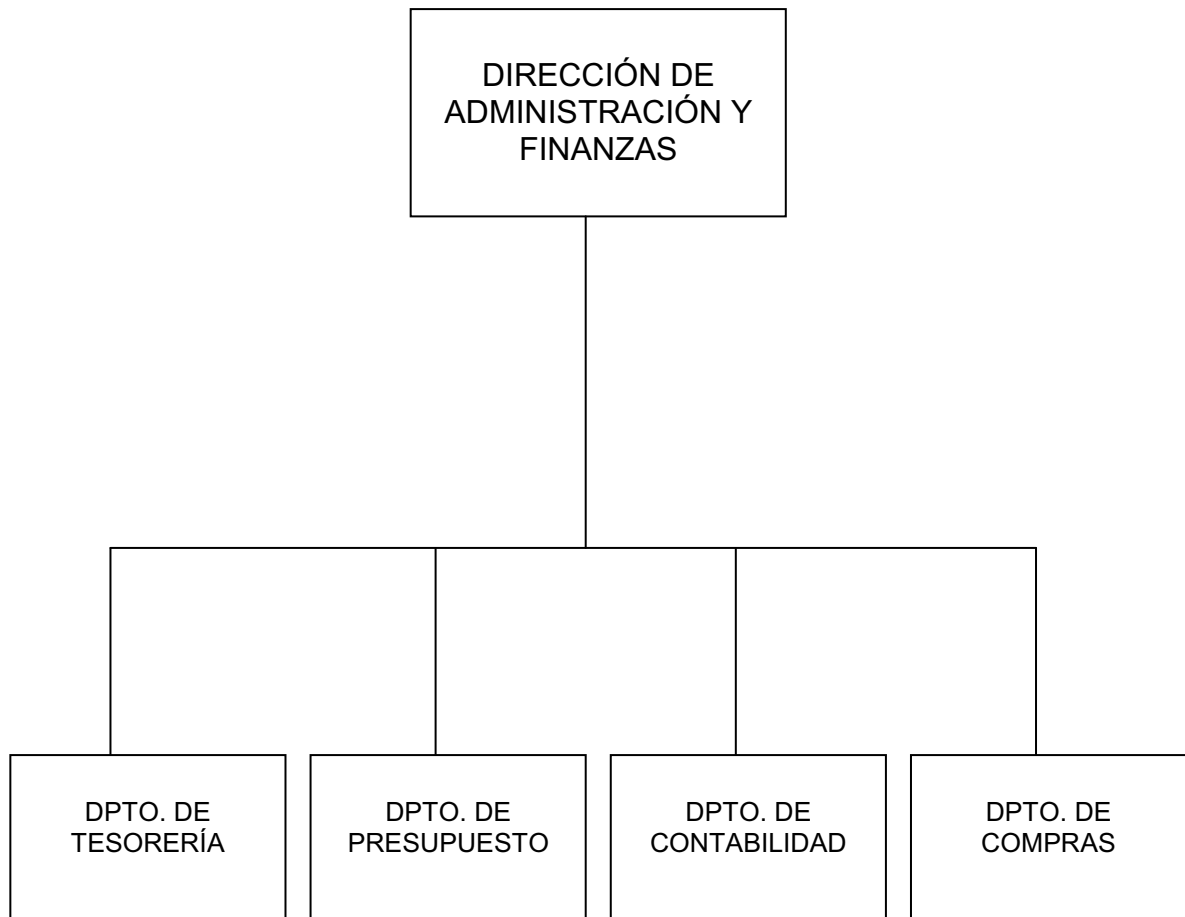 DIRECCIÓN DE
ADMINISTRACIÓN Y
FINANZAS
DPTO. DE
TESORERÍA
DPTO. DE
PRESUPUESTO
DPTO. DE
CONTABILIDAD
DPTO. DE
COMPRAS